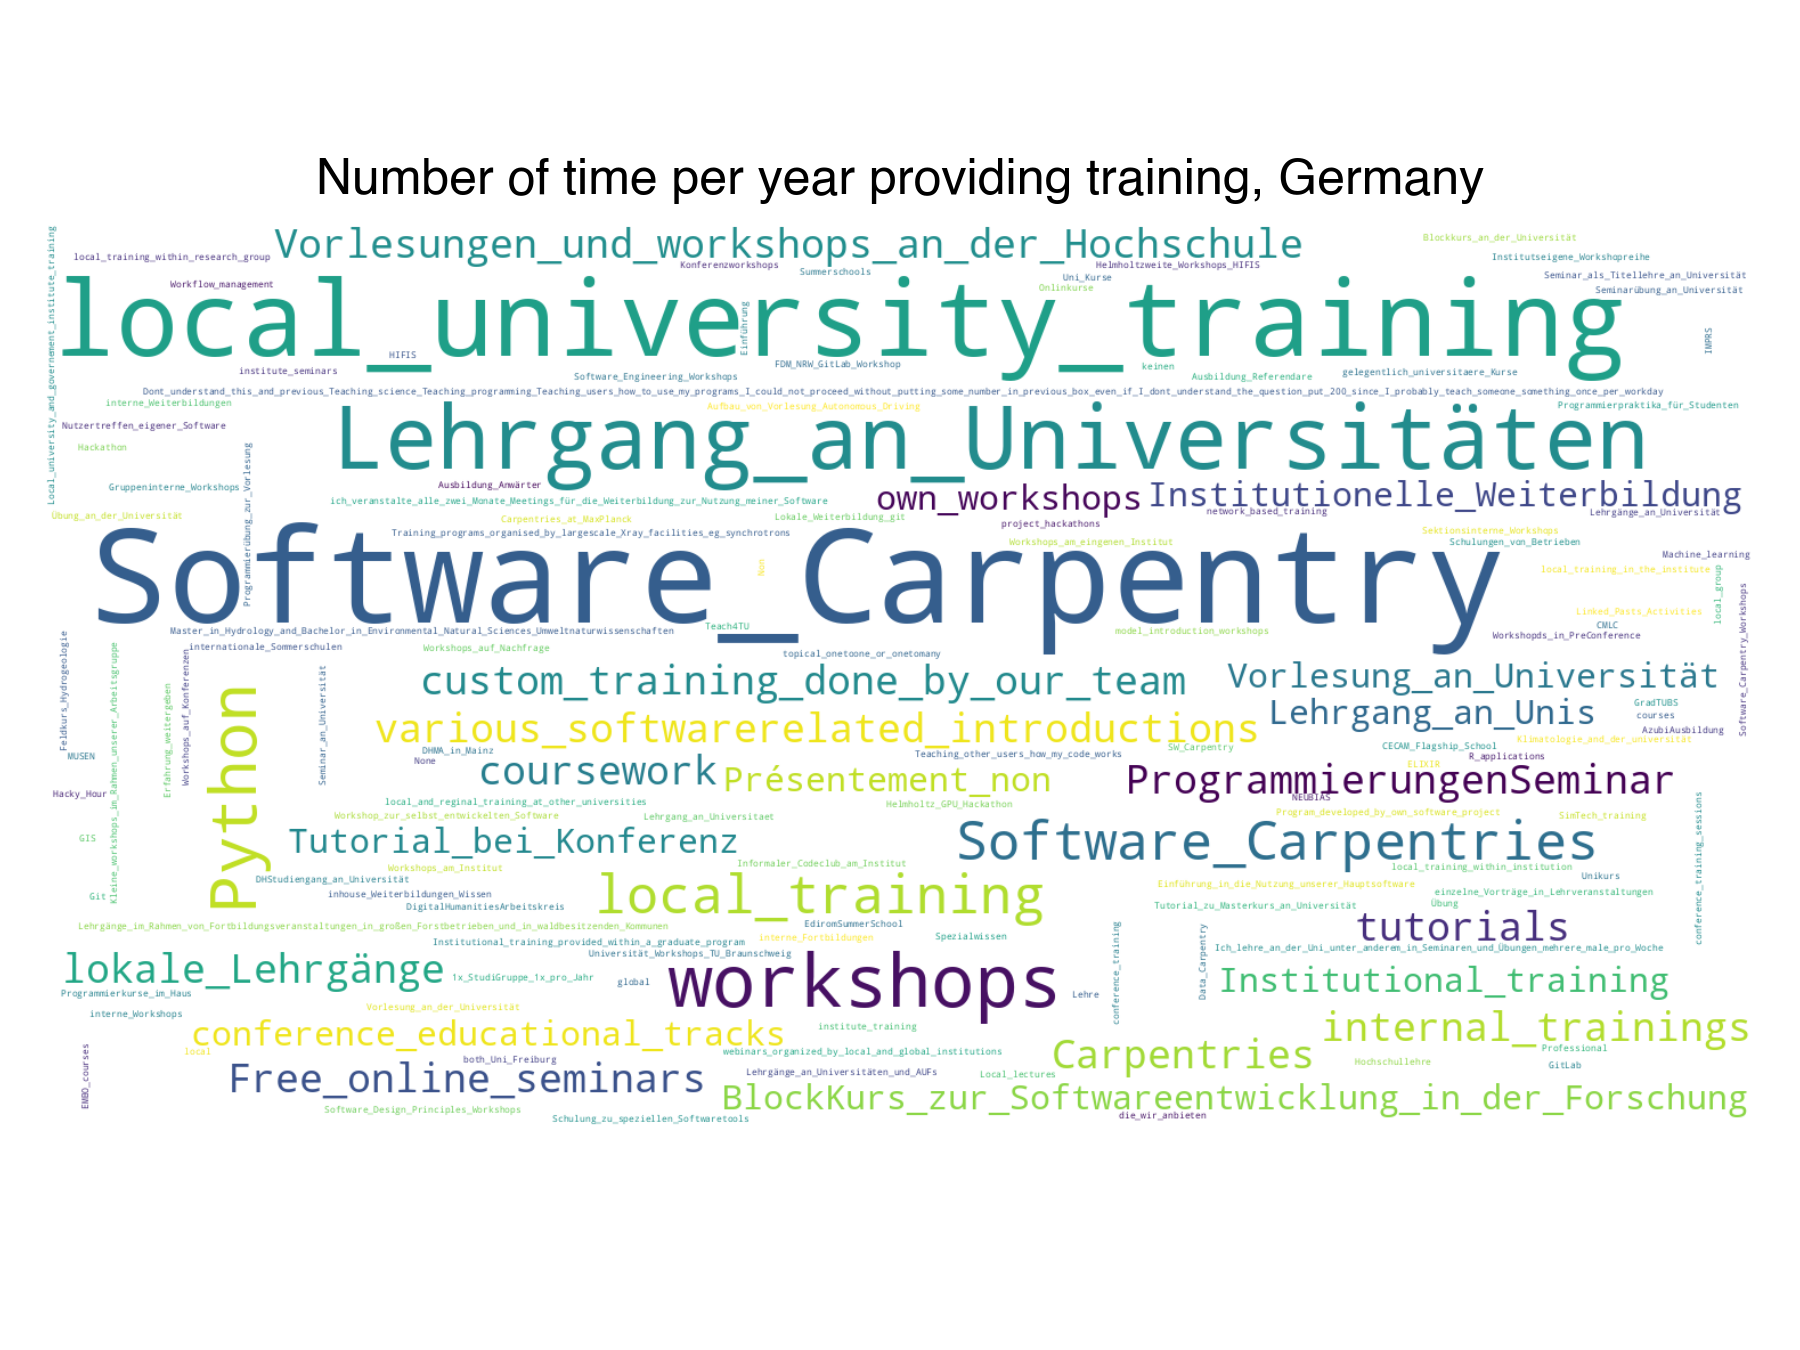 Number of time per year providing training, Germany
Local_university_and_governement_institute_training
Vorlesungen_und_workshops_an_der_Hochschule
Blockkurs_an_der_Universität
local_training_within_research_group
Konferenzworkshops
Summerschools
Helmholtzweite_Workshops_HIFIS
Institutseigene_Workshopreihe
Workflow_management
Uni_Kurse
Onlinkurse
Seminar_als_Titellehre_an_Universität
Seminarübung_an_Universität
local_university_training
Einführung
IMPRS
HIFIS
institute_seminars
Software_Engineering_Workshops
FDM_NRW_GitLab_Workshop
keinen
Ausbildung_Referendare
gelegentlich_universitaere_Kurse
Dont_understand_this_and_previous_Teaching_science_Teaching_programming_Teaching_users_how_to_use_my_programs_I_could_not_proceed_without_putting_some_number_in_previous_box_even_if_I_dont_understand_the_question_put_200_since_I_probably_teach_someone_something_once_per_workday
interne_Weiterbildungen
Aufbau_von_Vorlesung_Autonomous_Driving
Programmierpraktika_für_Studenten
Nutzertreffen_eigener_Software
Lehrgang_an_Universitäten
Hackathon
Gruppeninterne_Workshops
Programmierübung_zur_Vorlesung
Ausbildung_Anwärter
ich_veranstalte_alle_zwei_Monate_Meetings_für_die_Weiterbildung_zur_Nutzung_meiner_Software
own_workshops
Institutionelle_Weiterbildung
Übung_an_der_Universität
Carpentries_at_MaxPlanck
Lokale_Weiterbildung_git
project_hackathons
network_based_training
Lehrgänge_an_Universität
Training_programs_organised_by_largescale_Xray_facilities_eg_synchrotrons
Workshops_am_eingenen_Institut
Sektionsinterne_Workshops
Schulungen_von_Betrieben
Machine_learning
Software_Carpentry
Non
local_training_in_the_institute
local_group
Linked_Pasts_Activities
CMLC
Software_Carpentry_Workshops
Master_in_Hydrology_and_Bachelor_in_Environmental_Natural_Sciences_Umweltnaturwissenschaften
Teach4TU
model_introduction_workshops
Workshopds_in_PreConference
Feldkurs_Hydrogeologie
internationale_Sommerschulen
Workshops_auf_Nachfrage
topical_onetoone_or_onetomany
Kleine_workshops_im_Rahmen_unserer_Arbeitsgruppe
Erfahrung_weitergeben
Workshops_auf_Konferenzen
Python
Seminar_an_Universität
custom_training_done_by_our_team
Vorlesung_an_Universität
various_softwarerelated_introductions
Lehrgang_an_Unis
GradTUBS
courses
AzubiAusbildung
Klimatologie_and_der_universität
MUSEN
DHMA_in_Mainz
None
Teaching_other_users_how_my_code_works
SW_Carpentry
CECAM_Flagship_School
R_applications
ELIXIR
coursework
Présentement_non
ProgrammierungenSeminar
Hacky_Hour
NEUBIAS
local_and_reginal_training_at_other_universities
Helmholtz_GPU_Hackathon
Workshop_zur_selbst_entwickelten_Software
Lehrgang_an_Universitaet
Program_developed_by_own_software_project
SimTech_training
conference_training_sessions
GIS
Tutorial_bei_Konferenz
Software_Carpentries
Workshops_am_Institut
Informaler_Codeclub_am_Institut
local_training_within_institution
Unikurs
DHStudiengang_an_Universität
Git
inhouse_Weiterbildungen_Wissen
DigitalHumanitiesArbeitskreis
local_training
Einführung_in_die_Nutzung_unserer_Hauptsoftware
einzelne_Vorträge_in_Lehrveranstaltungen
Tutorial_zu_Masterkurs_an_Universität
Übung
Lehrgänge_im_Rahmen_von_Fortbildungsveranstaltungen_in_großen_Forstbetrieben_und_in_waldbesitzenden_Kommunen
EdiromSummerSchool
conference_training
Data_Carpentry
tutorials
Institutional_training_provided_within_a_graduate_program
interne_Fortbildungen
Spezialwissen
Ich_lehre_an_der_Uni_unter_anderem_in_Seminaren_und_Übungen_mehrere_male_pro_Woche
Universität_Workshops_TU_Braunschweig
lokale_Lehrgänge
1x_StudiGruppe_1x_pro_Jahr
global
workshops
Lehre
Institutional_training
Programmierkurse_im_Haus
interne_Workshops
Vorlesung_an_der_Universität
conference_educational_tracks
institute_training
internal_trainings
EMBO_courses
local
both_Uni_Freiburg
webinars_organized_by_local_and_global_institutions
Carpentries
Professional
Hochschullehre
GitLab
Free_online_seminars
Lehrgänge_an_Universitäten_und_AUFs
Local_lectures
BlockKurs_zur_Softwareentwicklung_in_der_Forschung
Software_Design_Principles_Workshops
Schulung_zu_speziellen_Softwaretools
die_wir_anbieten